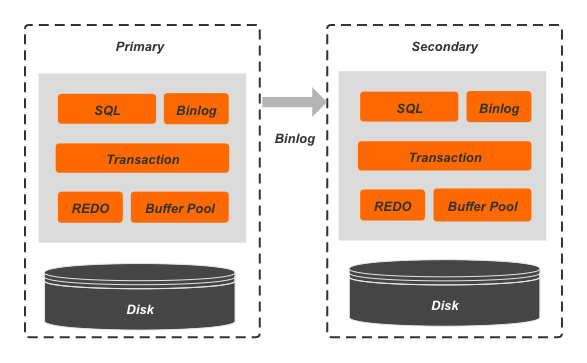 Primary
SQL
Binlog
Transaction
REDO
Buffer Pool
Disk
Binlog
Secondary
SQL
Binlog
Transaction
REDO
Buffer Pool
Disk